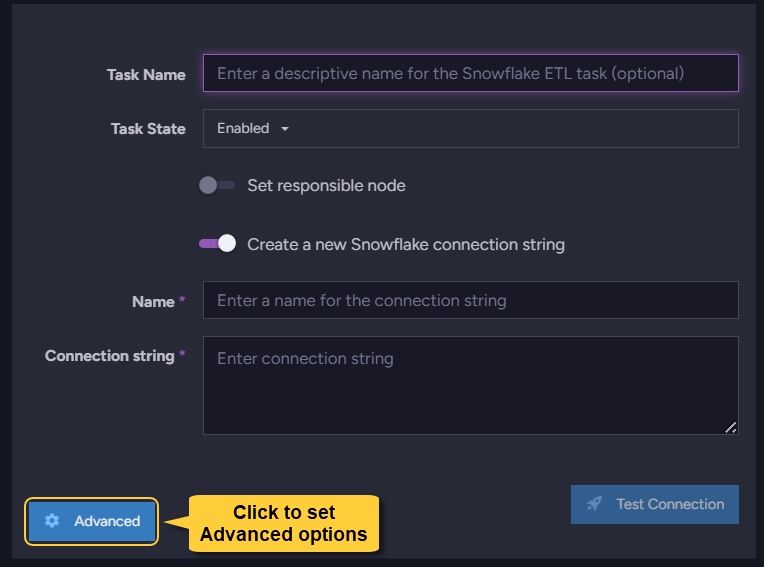 Task Name
Enter a descriptive name for the Snowflake ETL task (optional)
Task State
Enabled
Set responsible node
Create a new Snowflake connection string
Name *
Enter a name for the connection string
Connection string *
Enter connection string
Advanced
Click to set
Advanced options
Test Connection